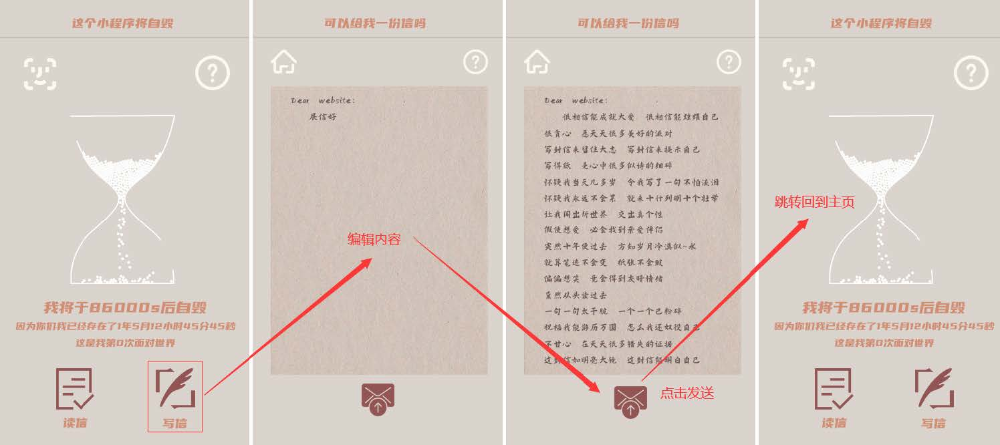 这个小程序将自毁
?
我将于86000s后自毁
因为你们我已经存在了1年5月12小时45分45秒
这是我第0次面对世界
读信
写信
可以给我一份信吗
?
Dear website:
展信好
编辑内容
可以给我一份信吗
?
Dear website:
很相信能成就大爱 很相信能炫耀自己
很贪心 惹天天很多美好的派对
写封信来留住大志 写封信来提示自己
写得低 是心中很多似诗的细碎
怀疑我当天几多岁 令我写了一句不怕流泪
怀疑我永远不会累 就来十行列明十个壮举
让我闯出新世界 交出真个性
假使想爱 必会找到亲爱伴侣
突然十年便过去 方知岁月冷淡似~水
就算笔迹不会变 纸张不会皱
偏偏想笑 竟会得到灰暗情绪
蓦然从头读过去
一句一句太干脆 一个一个已粉碎
祝福我能游历万国 怎么我还奴役自己
不甘心 在天天很多错失的证据
这封信如明亮大镜 这封信能明白自己
点击发送
这个小程序将自毁
?
跳转回到主页
我将于86000s后自毁
因为你们我已经存在了1年5月12小时45分45秒
这是我第0次面对世界
读信
写信